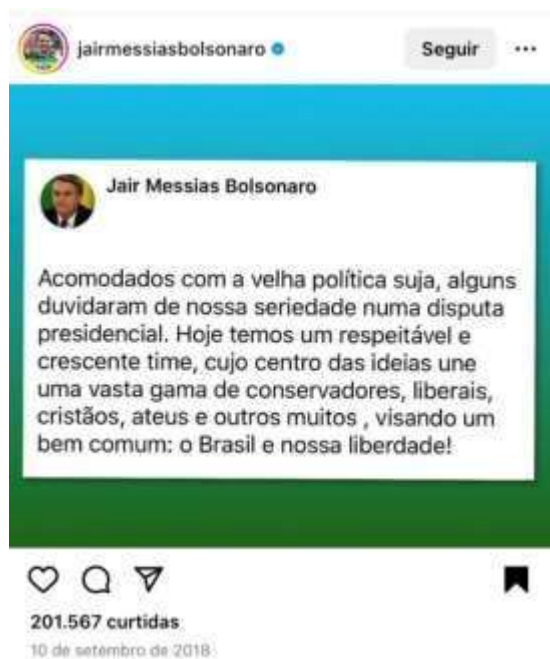 jairmessiasbolsonaro
Seguir
Jair Messias Bolsonaro
Acomodados com a velha política suja, alguns
duvidaram de nossa seriedade numa disputa
presidencial. Hoje temos um respeitável e
crescente time, cujo centro das ideias une
uma vasta gama de conservadores, liberais,
cristãos, ateus e outros muitos , visando um
bem comum: o Brasil e nossa liberdade!
201.567 curtidas
10 de setembro de 2018